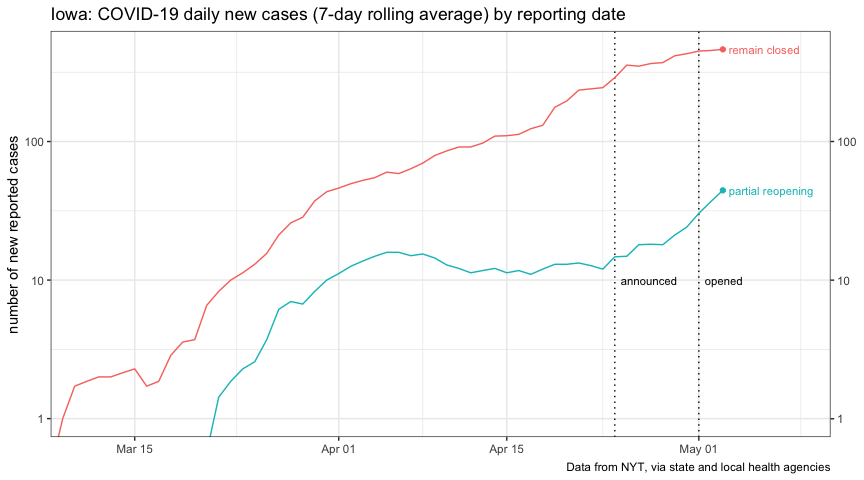 Iowa: COVID-19 daily new cases (7-day rolling average) by reporting date
number of new reported cases
remain closed
100
100
partial reopening
10
announced
opened
10
1
1
Mar 15
Apr 01
Apr 15
May 01
Data from NYT, via state and local health agencies